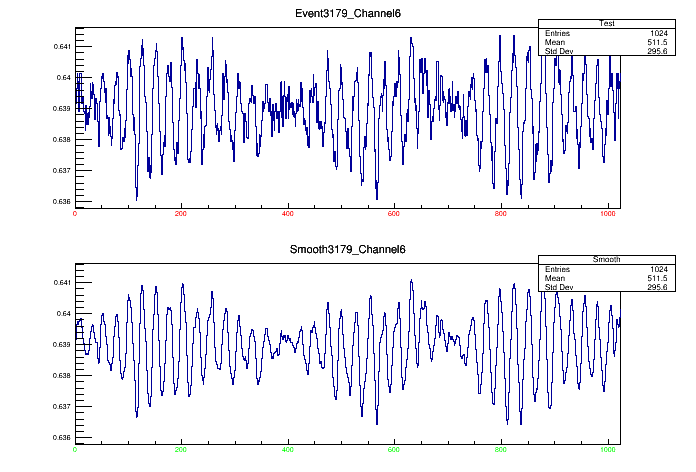 Event3179_Channel6
Test
Entries 1024
Mean 511.5
Std Dev 295.6
0.641
0.64
0.639
0.638
0.637
0.636
0 200 400 600 800 1000
Smooth3179_Channel6
Smooth
Entries 1024
Mean 511.5
Std Dev 295.6
0.641
0.64
0.639
0.638
0.637
0.636
0 200 400 600 800 1000